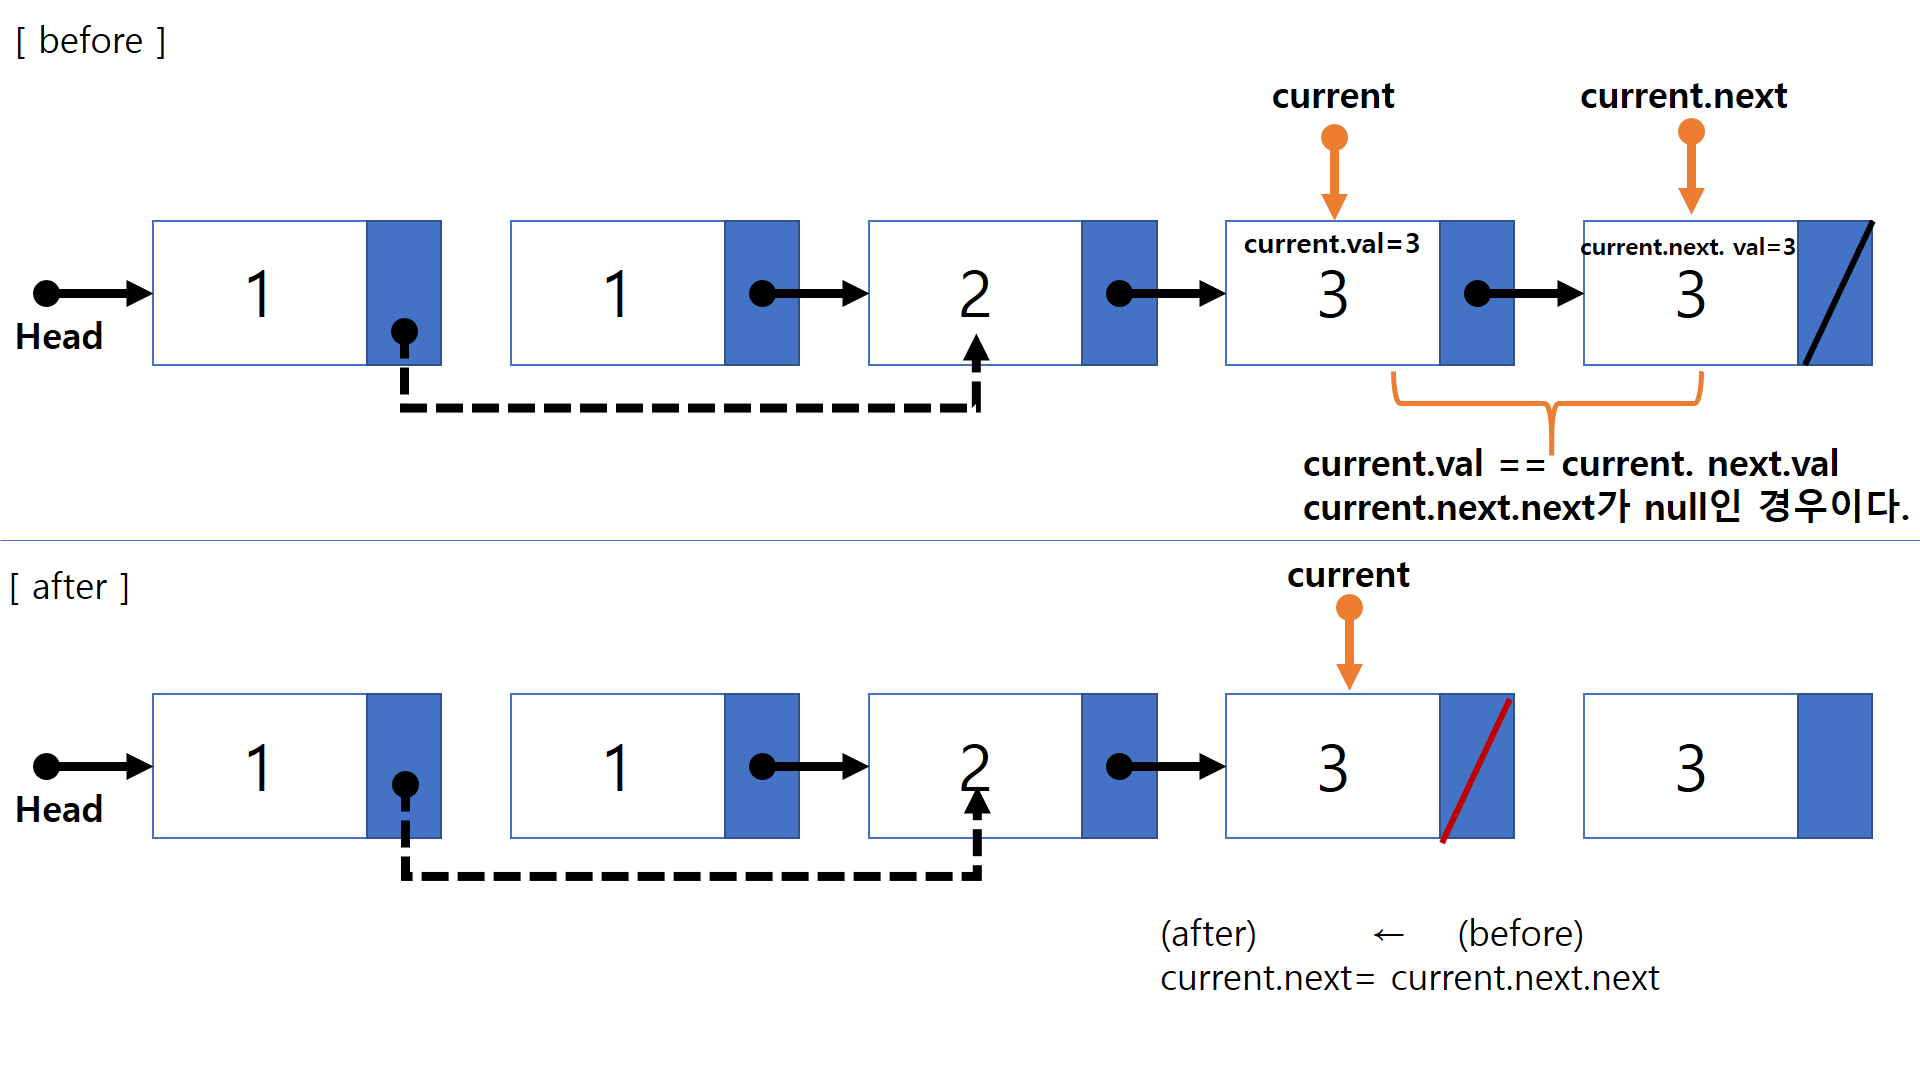 [ before ]
current current.next
current.val=3 current.next. val=3
1 1 2 3 3
Head
current.val == current. next.val
current.next.next가 null인 경우이다.
[ after ]
current
1 1 2 3 3
Head
(after) ← (before)
current.next= current.next.next